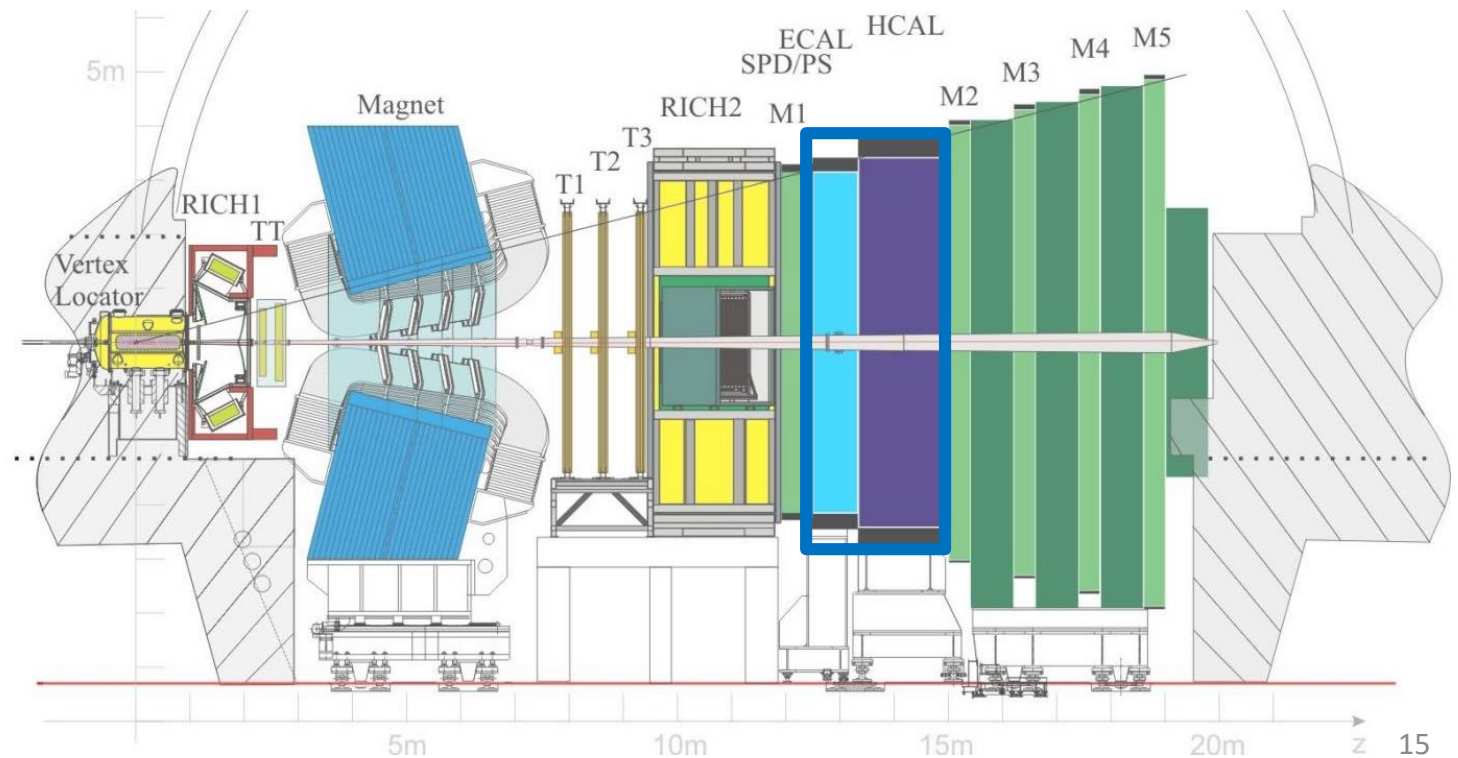 HCAL
ECAL
SPD/PS
M1
M2
M3
M4
M5
5m
Magnet
RICH2
T3
T2
T1
RICH1
TT
Vertex
Locator
5m
10m
15m
20m
z
15